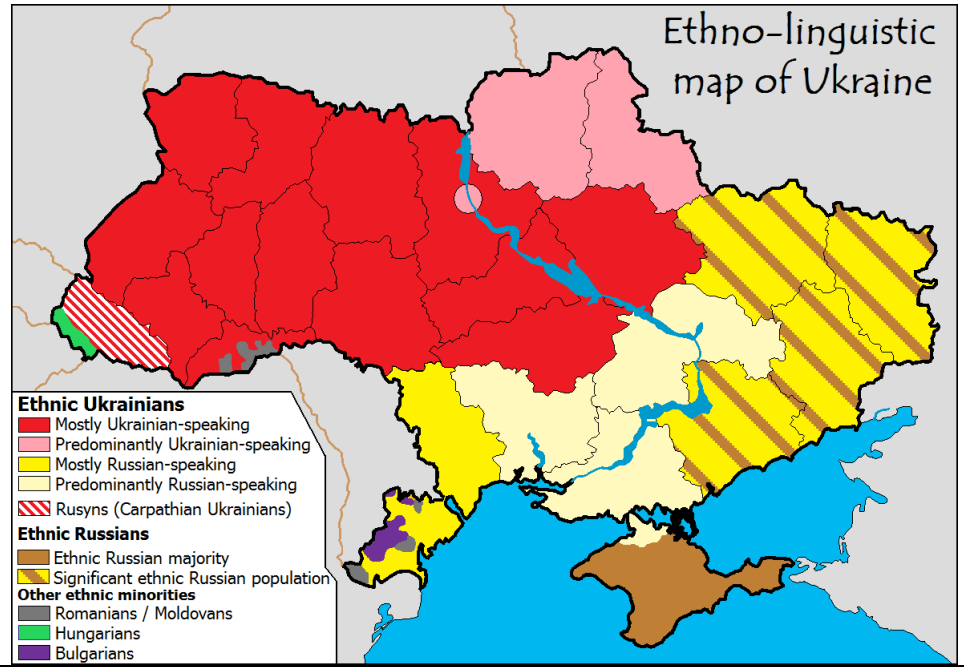 Ethno-linguistic
map of Ukraine
Ethnic Ukrainians
Mostly Ukrainian-speaking
Predominantly Ukrainian-speaking
Mostly Russian-speaking
Predominantly Russian-speaking
Rusyns (Carpathian Ukrainians)
Ethnic Russians
Ethnic Russian majority
Significant ethnic Russian population
Other ethnic minorities
Romanians / Moldovans
Hungarians
Bulgarians